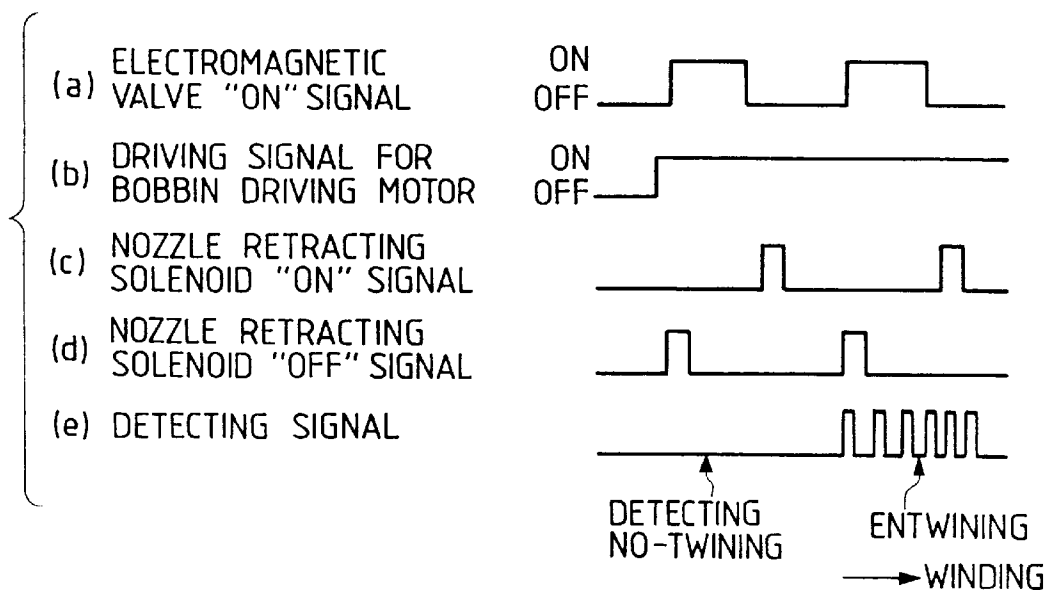 (a) ELECTROMAGNETIC
VALVE "ON" SIGNAL
ON
OFF
(b) DRIVING SIGNAL FOR
BOBBIN DRIVING MOTOR
ON
OFF
(c) NOZZLE RETRACTING
SOLENOID "ON" SIGNAL
(d) NOZZLE RETRACTING
SOLENOID "OFF" SIGNAL
(e) DETECTING SIGNAL
DETECTING
NO-TWINING
ENTWINING
WINDING